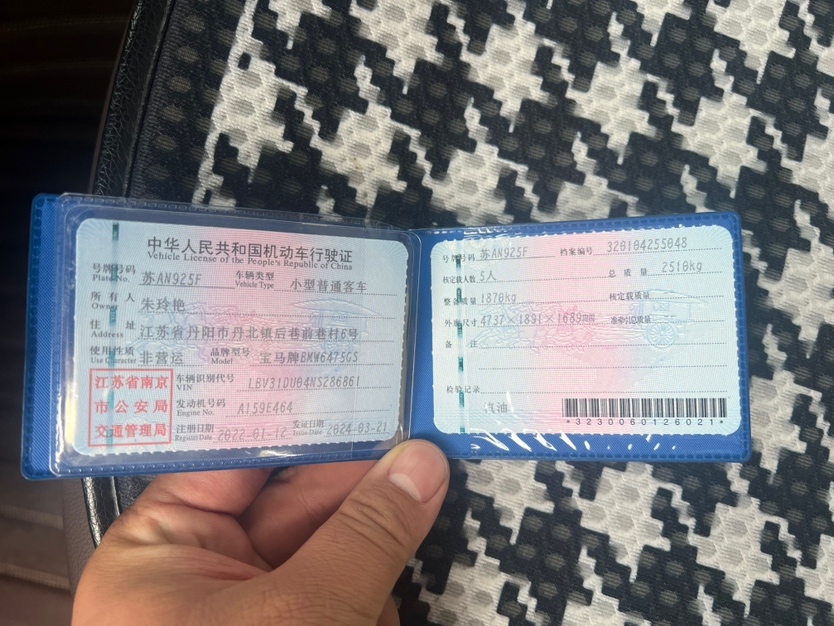 中华人民共和国机动车行驶证
Vehicle License of the People's Republic of China
号牌号码 苏AN925F 车辆类型 小型普通客车
Plate No. Vehicle Type
所有人 朱玲艳
Owner
住址 江苏省丹阳市丹北镇后巷前巷村6号
Address
使用性质 非营运 品牌型号 宝马牌BMW6475GS
Use Character Model
江苏省南京
市公安局
交通管理局
车辆识别代号 LBV31DU04NSZ86861
VIN
发动机号码 A159E464
Engine No.
注册日期 2022-01-12 发证日期 2024-03-21
Register Date Issue Date
号牌号码 苏AN925F 档案编号 320104255048
核定载人数 5人 总质量 2510kg
整备质量 1870kg 核定载质量
外廓尺寸 4737×1891×1689mm 准牵引总质量
备注
检验记录
汽油
*3230060126021*